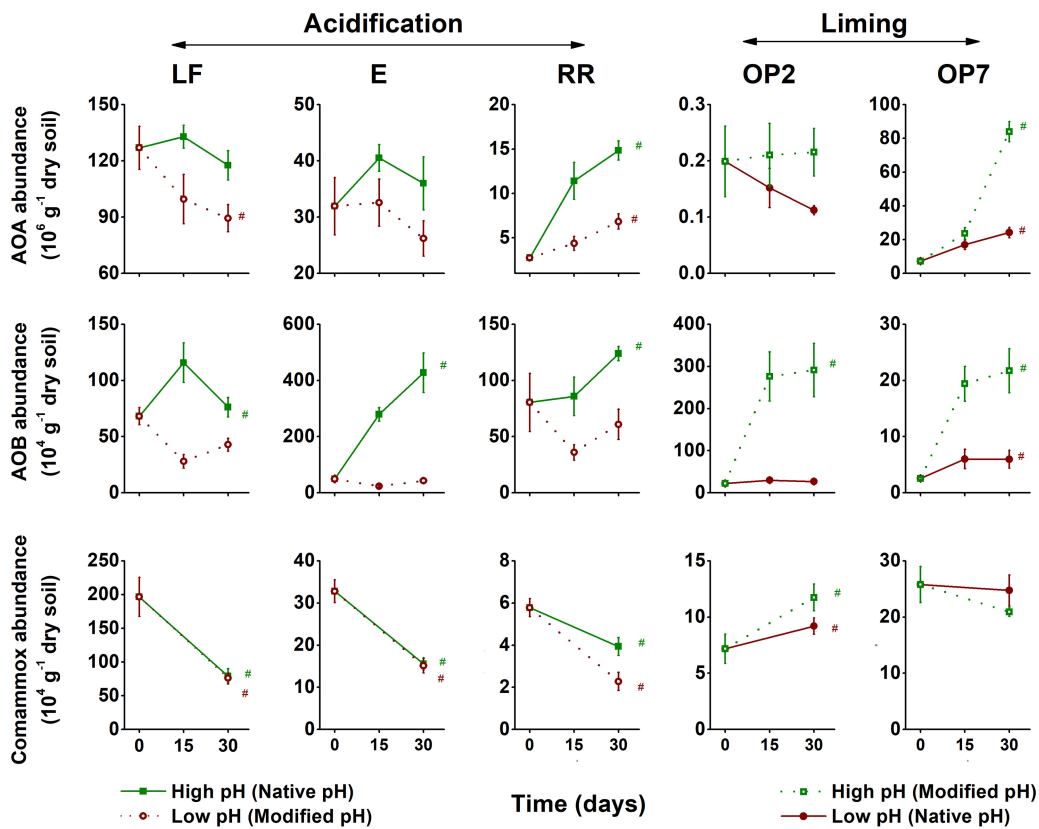 Acidification Liming
LF E RR OP2 OP7
AOA abundance
(10⁶ g⁻¹ dry soil)
150 120 90 60
50 40 30 20
20 15 10 5
0.3 0.2 0.1 0.0
100 80 60 40 20 0
# # # # #
AOB abundance
(10⁴ g⁻¹ dry soil)
150 100 50 0
600 400 200 0
150 100 50 0
400 300 200 100 0
30 20 10 0
# # # # # #
Comammox abundance
(10⁴ g⁻¹ dry soil)
250 200 150 100 50 0
40 30 20 10 0
8 6 4 2 0
15 10 5 0
30 20 10 0
# # # # # # # #
0 15 30 0 15 30 0 15 30 0 15 30 0 15 30
High pH (Native pH)
Low pH (Modified pH)
Time (days)
High pH (Modified pH)
Low pH (Native pH)